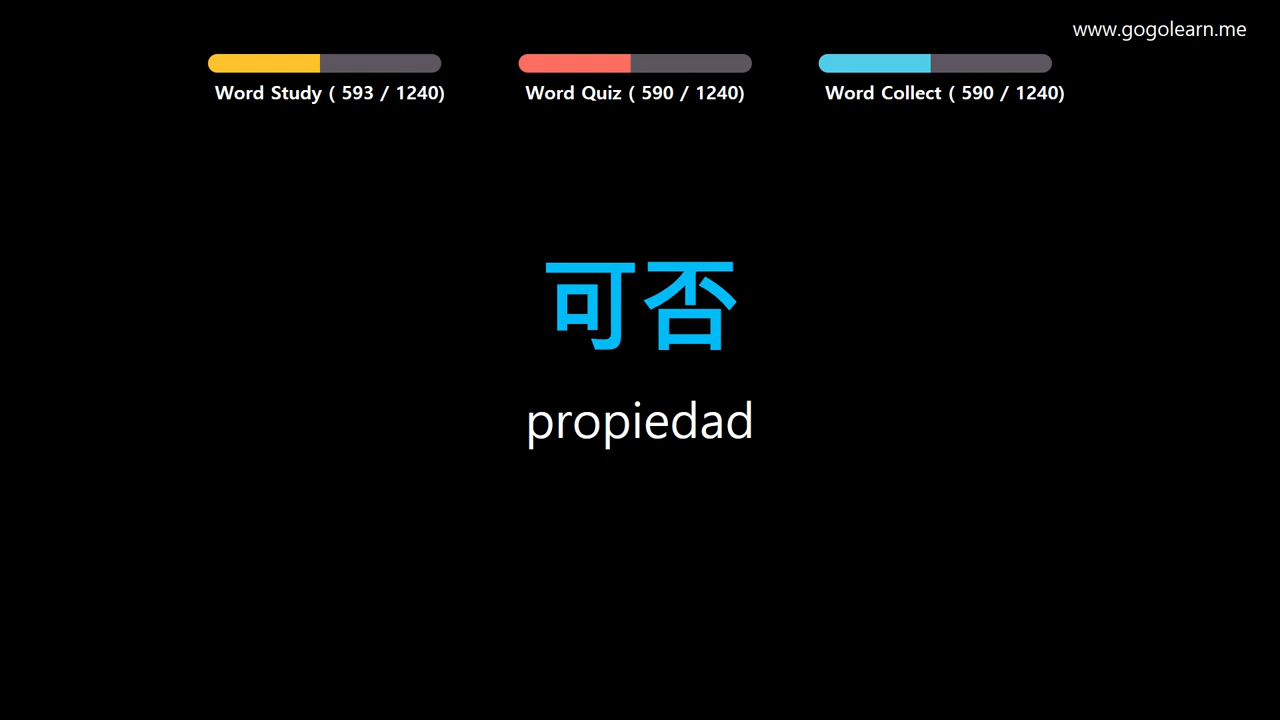 www.gogolearn.me
Word Study ( 593 / 1240)
Word Quiz ( 590 / 1240)
Word Collect ( 590 / 1240)
可否
propiedad